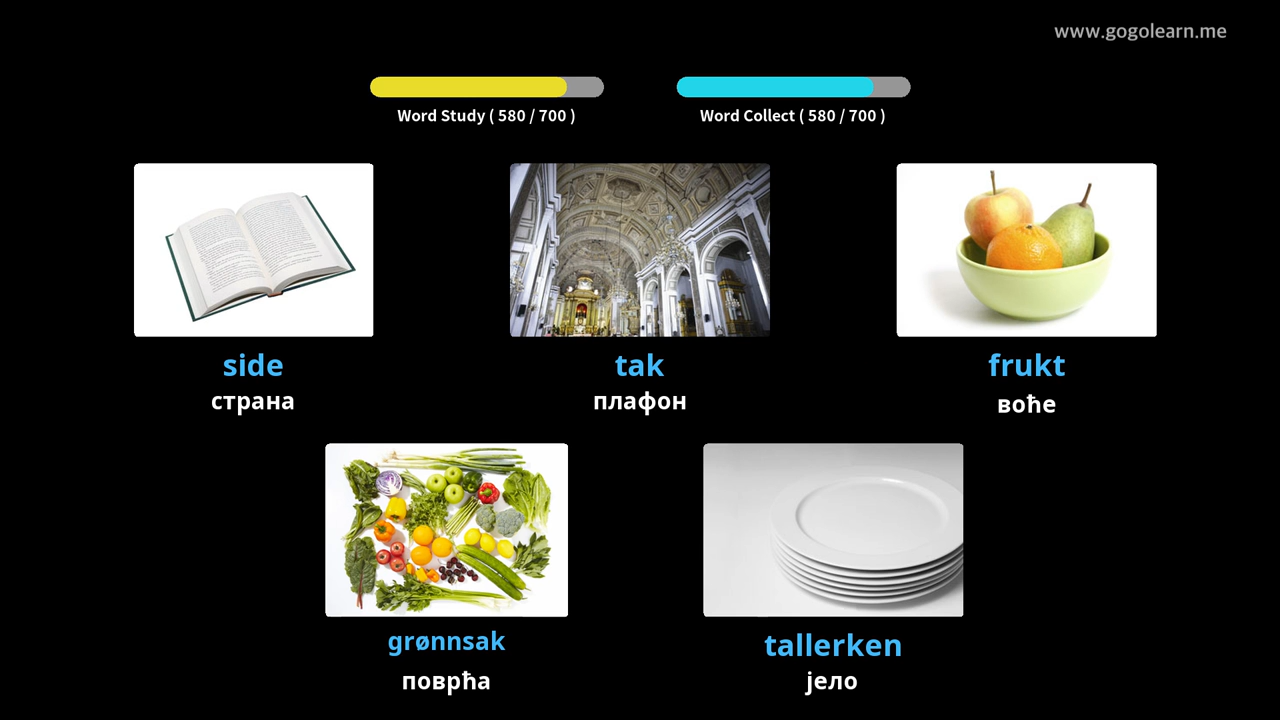 www.gogolearn.me
Word Study ( 580 / 700 )
Word Collect ( 580 / 700 )
side
страна
tak
плафон
frukt
воће
grønnsak
поврћа
tallerken
јело